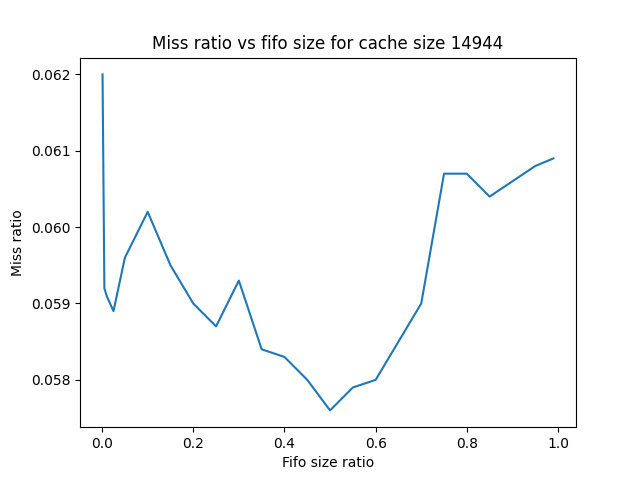 Miss ratio vs fifo size for cache size 14944
0.062
0.061
0.060
0.059
0.058
Miss ratio
0.0 0.2 0.4 0.6 0.8 1.0
Fifo size ratio